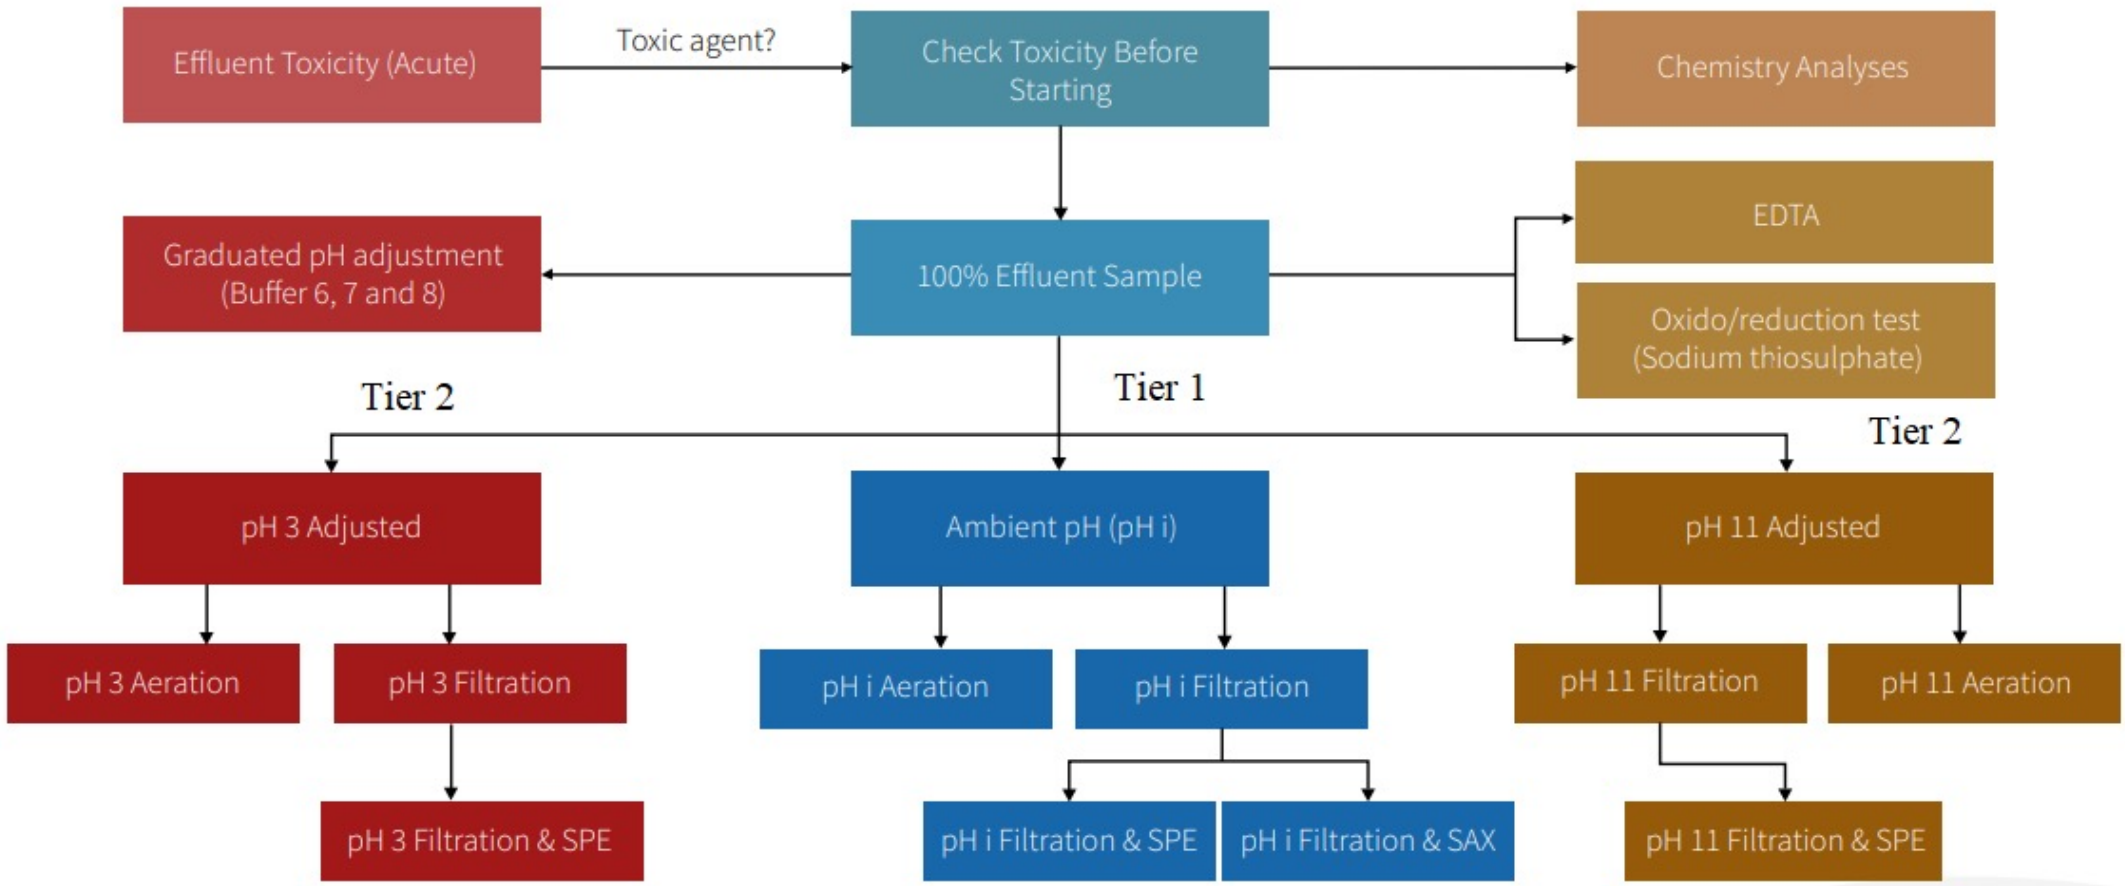 Effluent Toxicity (Acute)
Toxic agent?
Check Toxicity Before
Starting
Chemistry Analyses
Graduated pH adjustment
(Buffer 6, 7 and 8)
100% Effluent Sample
EDTA
Oxido/reduction test
(Sodium thiosulphate)
Tier 2
Tier 1
Tier 2
pH 3 Adjusted
Ambient pH (pH i)
pH 11 Adjusted
pH 3 Aeration
pH 3 Filtration
pH i Aeration
pH i Filtration
pH 11 Filtration
pH 11 Aeration
pH 3 Filtration & SPE
pH i Filtration & SPE
pH i Filtration & SAX
pH 11 Filtration & SPE